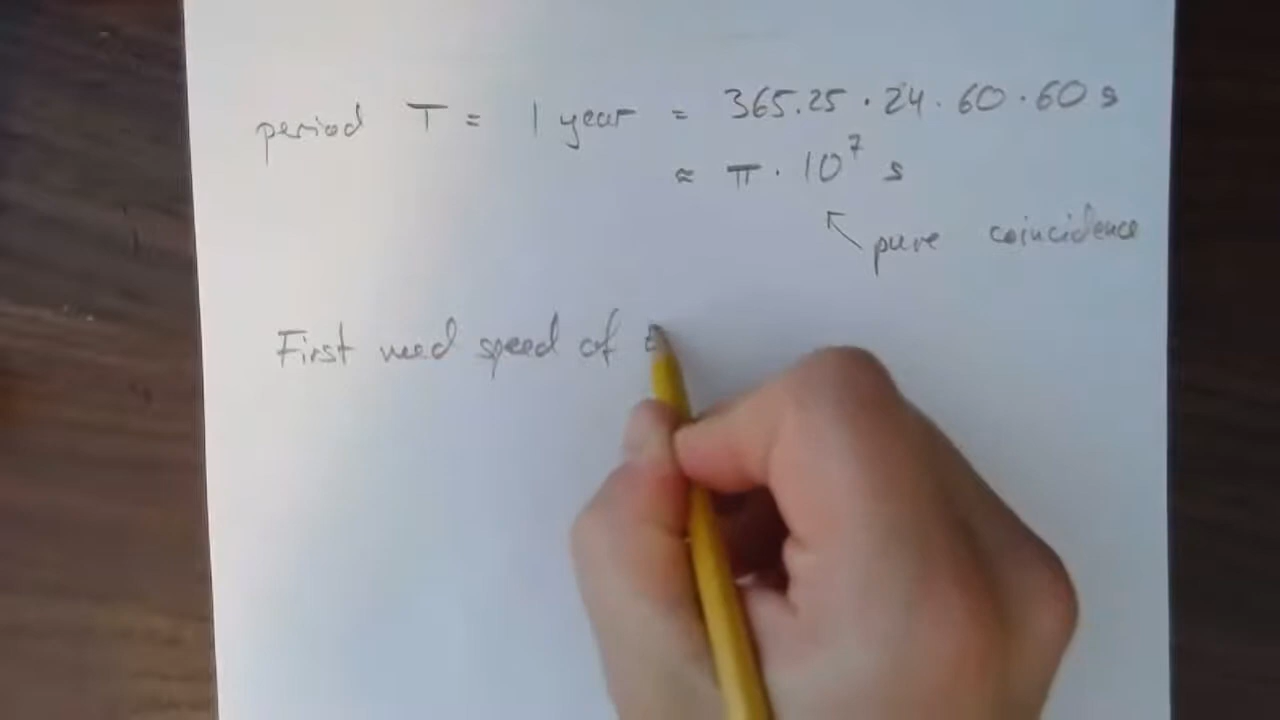 period T = 1 year = 365.25 · 24 · 60 · 60 s
≈ π · 10⁷ s
pure coincidence
First need speed of